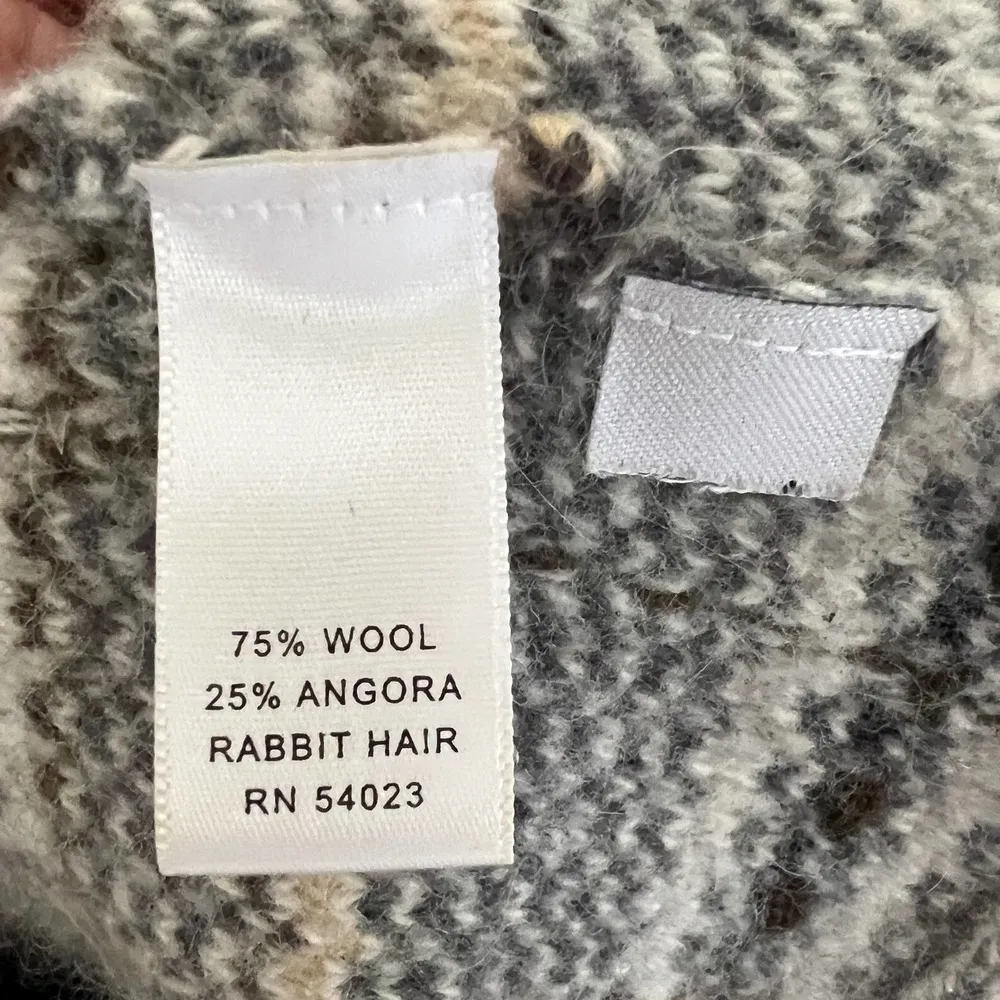 75% WOOL
25% ANGORA
RABBIT HAIR
RN 54023